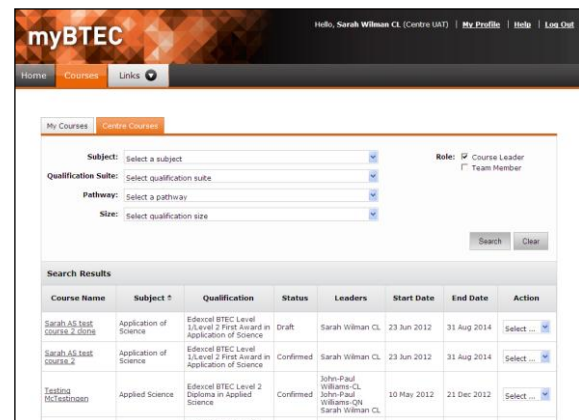 myBTEC
Hello, Sarah Wilman CL (Centre UAT) | My Profile | Help | Log Out
Home Courses Links
My Courses Centre Courses
Subject: Select a subject Role: Course Leader
Team Member
Qualification Suite: Select qualification suite
Pathway: Select a pathway
Size: Select qualification size
Search Clear
Search Results
Course Name Subject Qualification Status Leaders Start Date End Date Action
Sarah AS test
course 2 clone
Application of
Science
Edexcel BTEC Level
1/Level 2 First Award in
Application of Science
Draft
Sarah Wilman CL
23 Jun 2012
31 Aug 2014
Select ...
Sarah AS test
course 2
Application of
Science
Edexcel BTEC Level
1/Level 2 First Award in
Application of Science
Confirmed
Sarah Wilman CL
23 Jun 2012
31 Aug 2014
Select ...
Testing
McTestingen
Applied Science
Edexcel BTEC Level 2
Diploma in Applied
Science
Confirmed
John-Paul
Williams-CL
John-Paul
Williams-QN
Sarah Wilman CL
10 May 2012
21 Dec 2012
Select ...